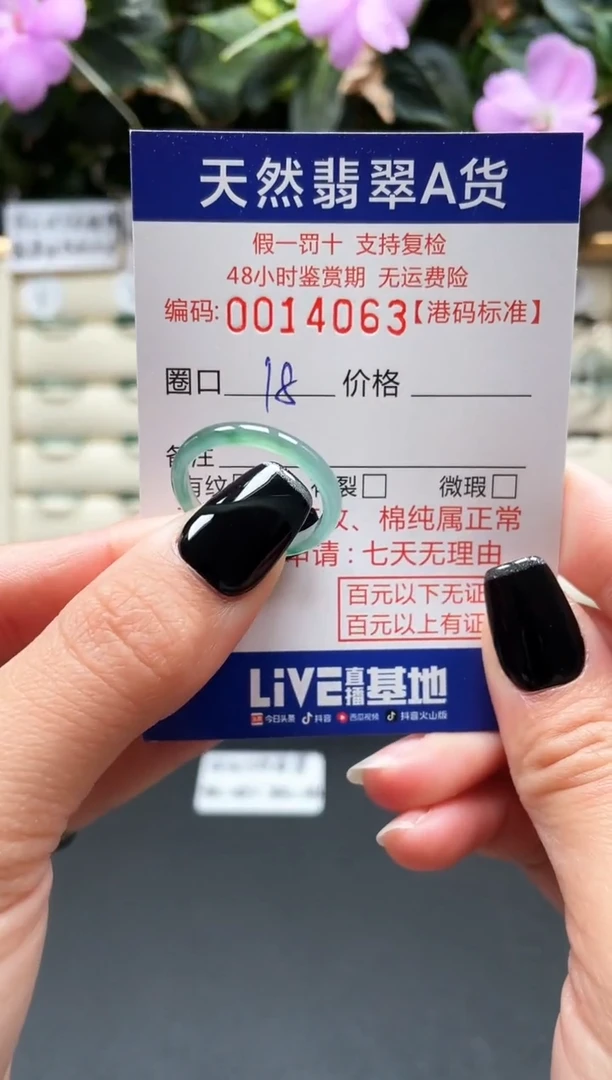 天然翡翠A货
假一罚十 支持复检
48小时鉴赏期 无运费险
编码: 0014063【港码标准】
圈口 18 价格
备注
有纹 裂□ 微瑕□
纹、棉纯属正常
申请:七天无理由
百元以下无证
百元以上有证
LiVE直播基地
头条 今日头条 抖音 西瓜视频 抖音火山版